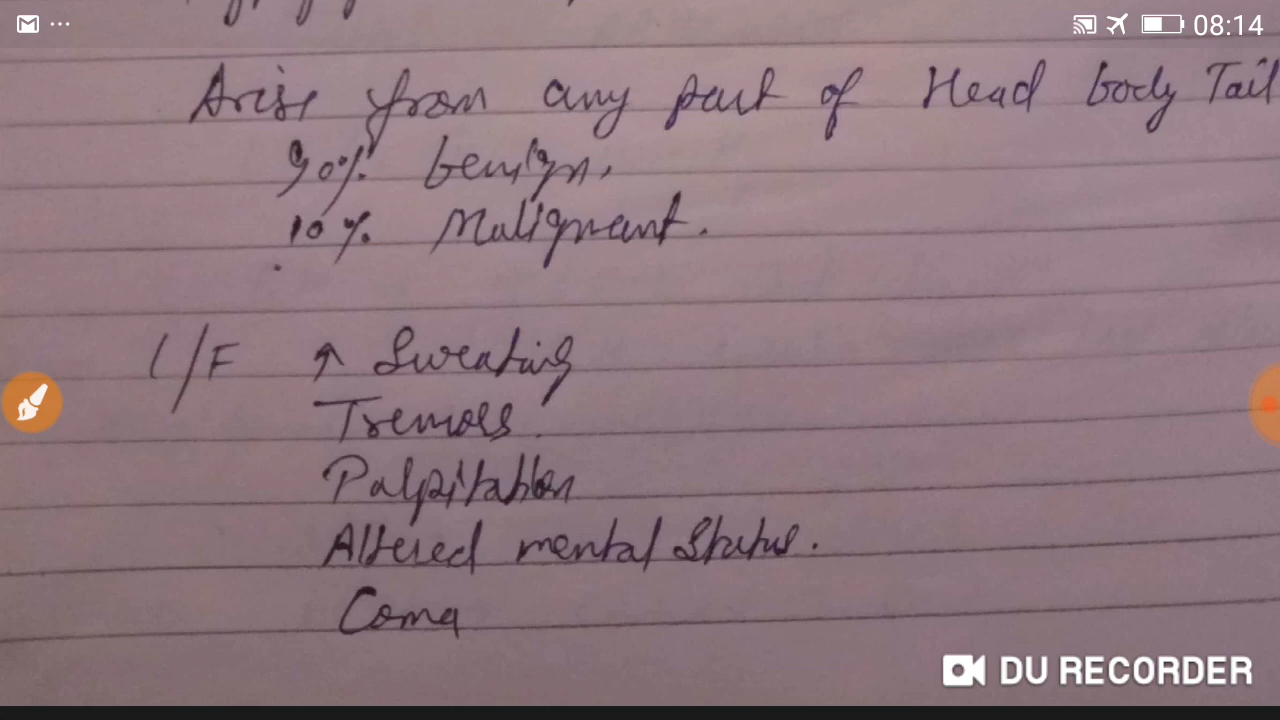 08:14
Arise from any part of Head body Tail
90% benign.
10% Malignant.
C/F ↑ Sweating
Tremors.
Palpitation
Altered mental Status.
Coma
DU RECORDER